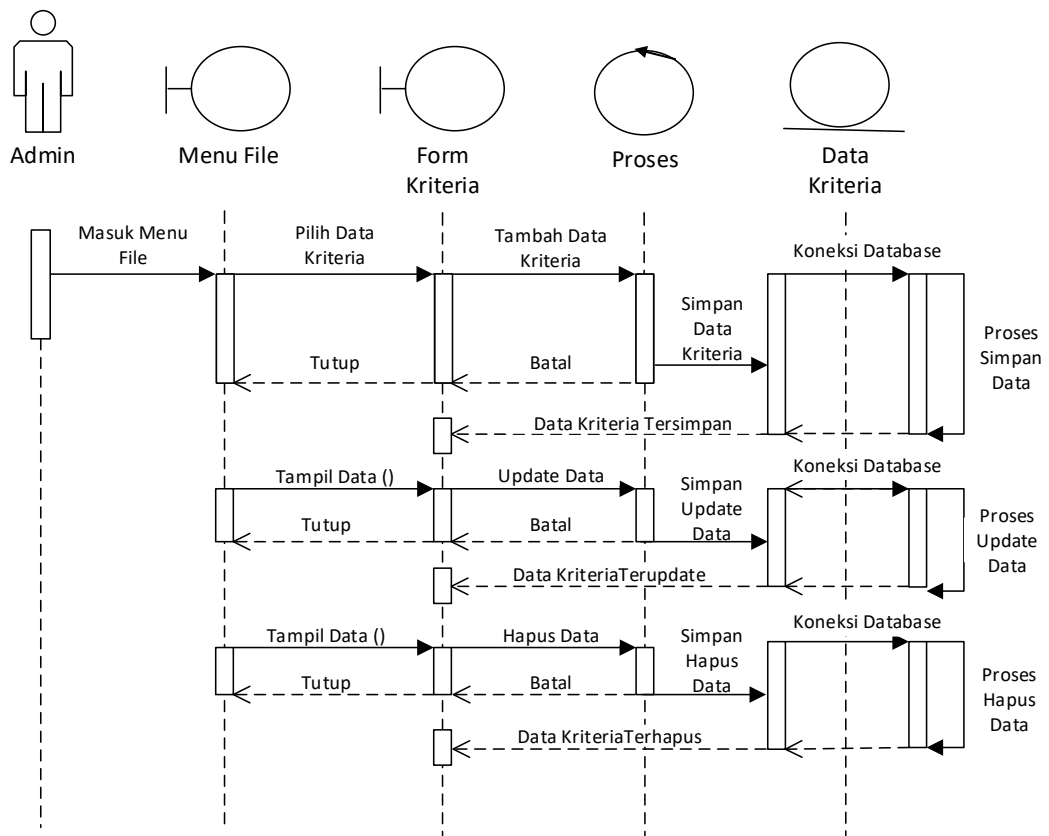 Admin
Menu File
Form
Kriteria
Proses
Data
Kriteria
Masuk Menu
File
Pilih Data
Kriteria
Tambah Data
Kriteria
Koneksi Database
Simpan
Data
Kriteria
Proses
Simpan
Data
Tutup
Batal
Data Kriteria Tersimpan
Tampil Data ()
Update Data
Simpan
Update
Data
Koneksi Database
Proses
Update
Data
Tutup
Batal
Data KriteriaTerupdate
Tampil Data ()
Hapus Data
Simpan
Hapus
Data
Koneksi Database
Proses
Hapus
Data
Tutup
Batal
Data KriteriaTerhapus